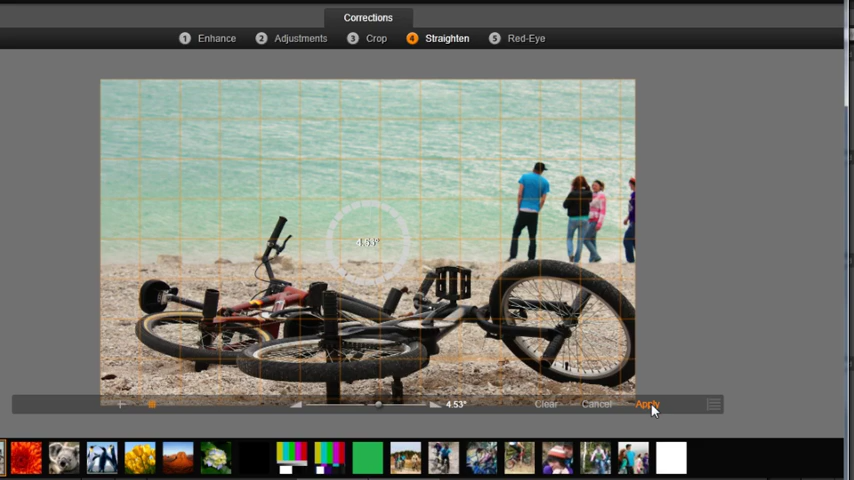 Corrections
1 Enhance 2 Adjustments 3 Crop 4 Straighten 5 Red-Eye
4.53°
4.53° Clear Cancel Apply